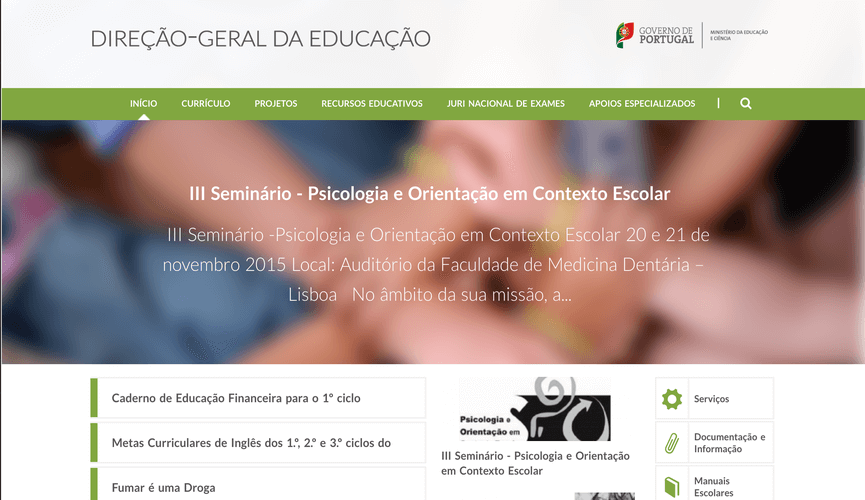 DIREÇÃO-GERAL DA EDUCAÇÃO
GOVERNO DE
PORTUGAL
MINISTÉRIO DA EDUCAÇÃO
E CIÊNCIA
INÍCIO CURRÍCULO PROJETOS RECURSOS EDUCATIVOS JURI NACIONAL DE EXAMES APOIOS ESPECIALIZADOS |
III Seminário - Psicologia e Orientação em Contexto Escolar
III Seminário -Psicologia e Orientação em Contexto Escolar 20 e 21 de
novembro 2015 Local: Auditório da Faculdade de Medicina Dentária –
Lisboa No âmbito da sua missão, a...
Caderno de Educação Financeira para o 1º ciclo
Metas Curriculares de Inglês dos 1.º, 2.º e 3.º ciclos do
Fumar é uma Droga
Psicologia e
Orientação em
III Seminário - Psicologia e Orientação
em Contexto Escolar
Serviços
Documentação e
Informação
Manuais
Escolares